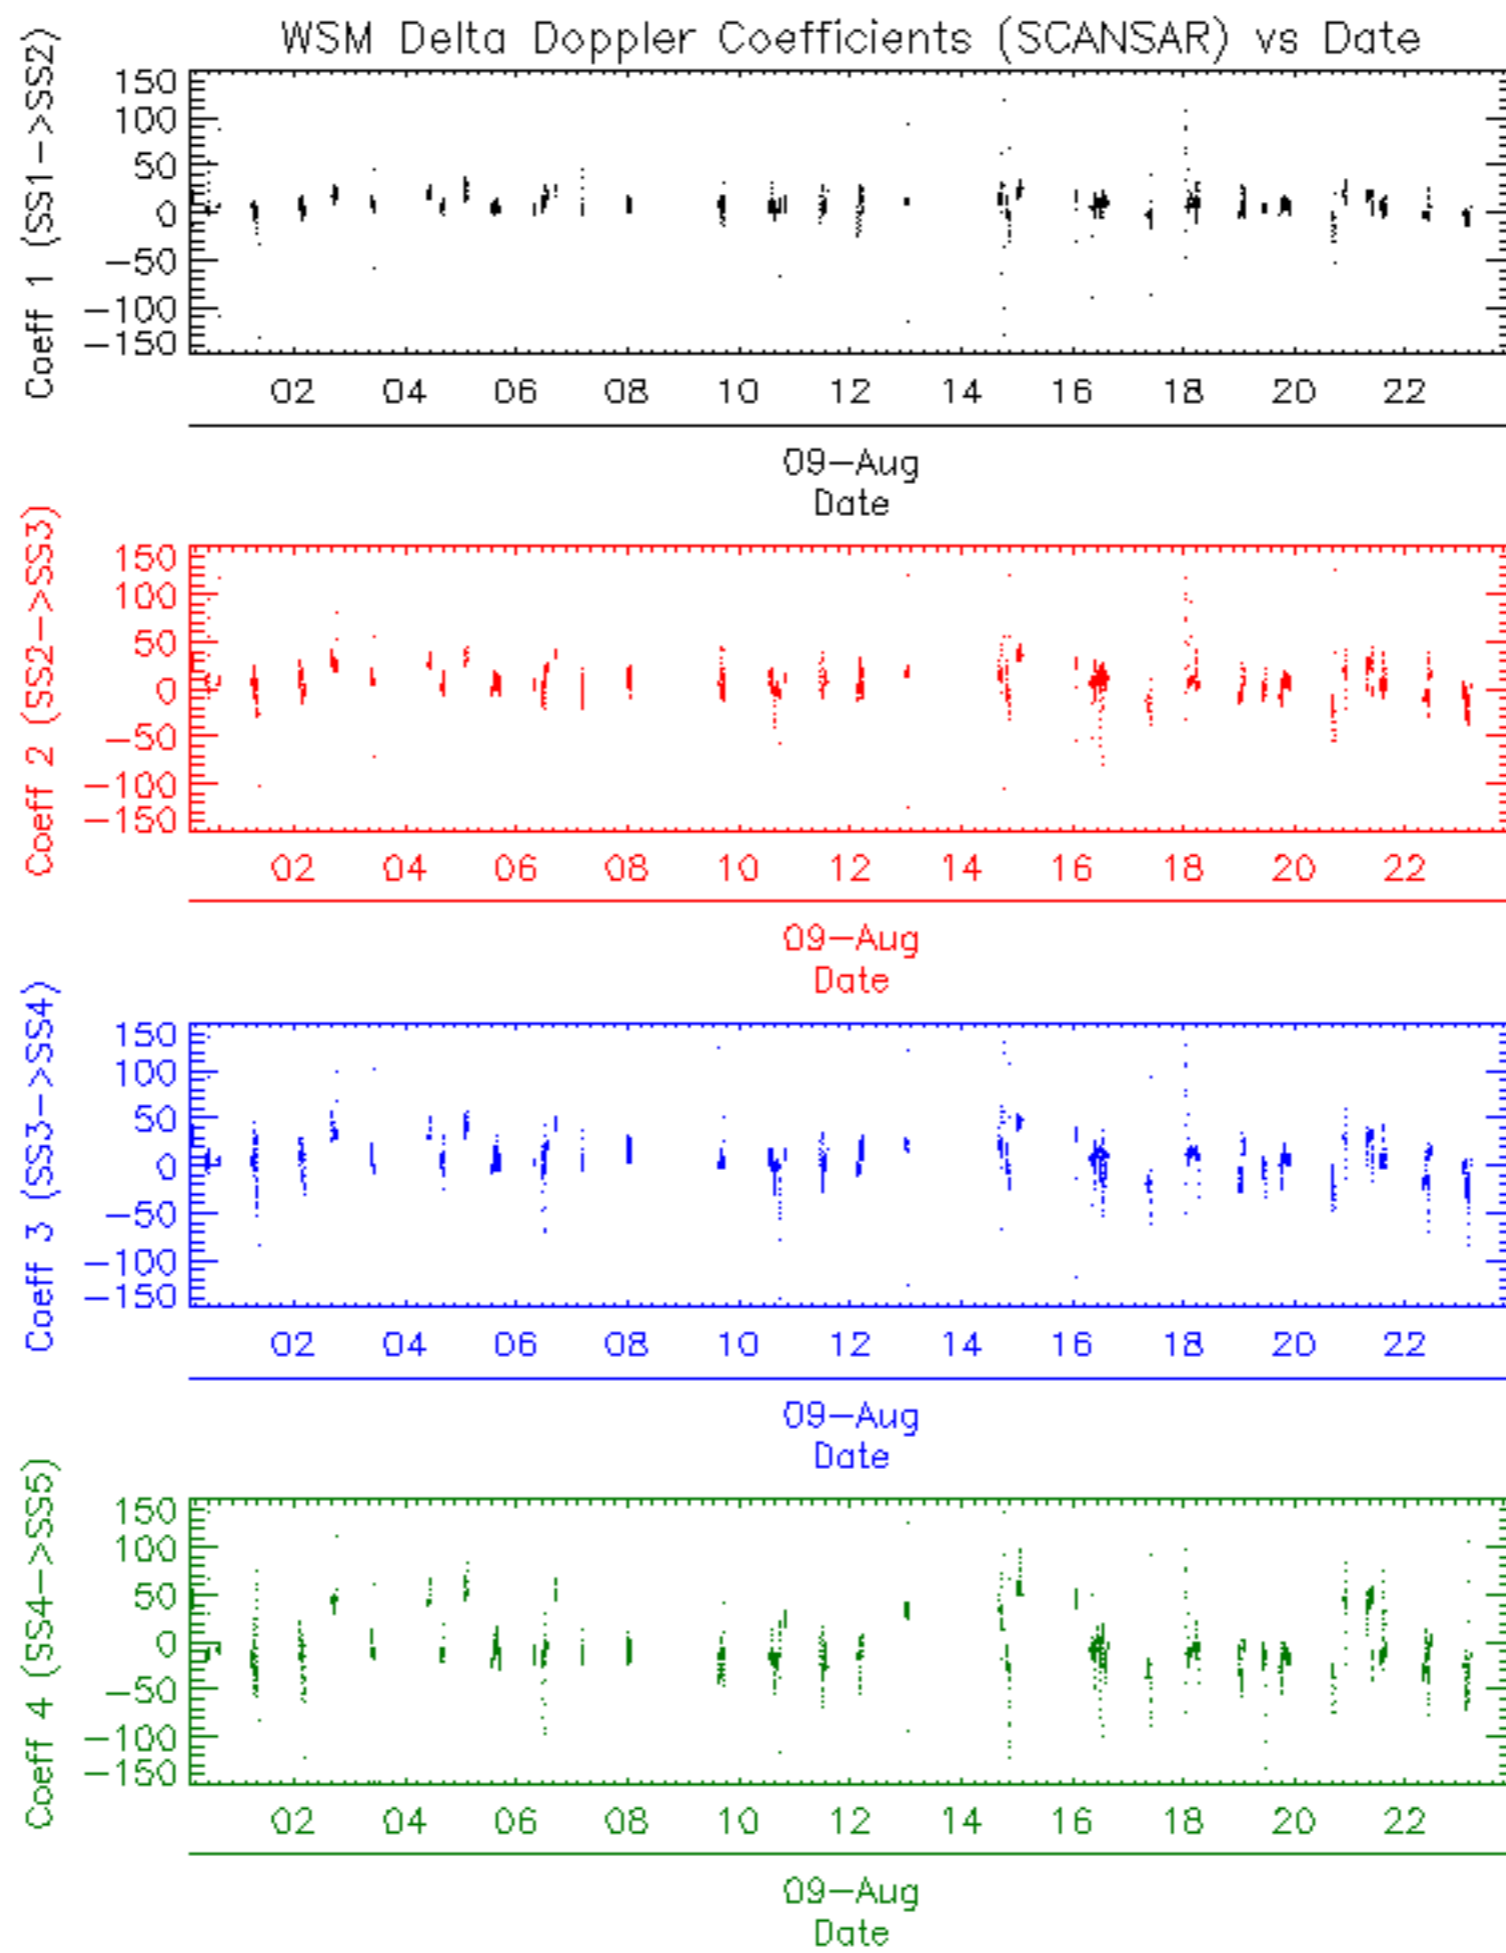 WSM Delta Doppler Coefficients (SCANSAR) vs Date
Coeff 1 (SS1->SS2)
150
100
50
0
-50
-100
-150
02 04 06 08 10 12 14 16 18 20 22
09-Aug
Date
Coeff 2 (SS2->SS3)
150
100
50
0
-50
-100
-150
02 04 06 08 10 12 14 16 18 20 22
09-Aug
Date
Coeff 3 (SS3->SS4)
150
100
50
0
-50
-100
-150
02 04 06 08 10 12 14 16 18 20 22
09-Aug
Date
Coeff 4 (SS4->SS5)
150
100
50
0
-50
-100
-150
02 04 06 08 10 12 14 16 18 20 22
09-Aug
Date